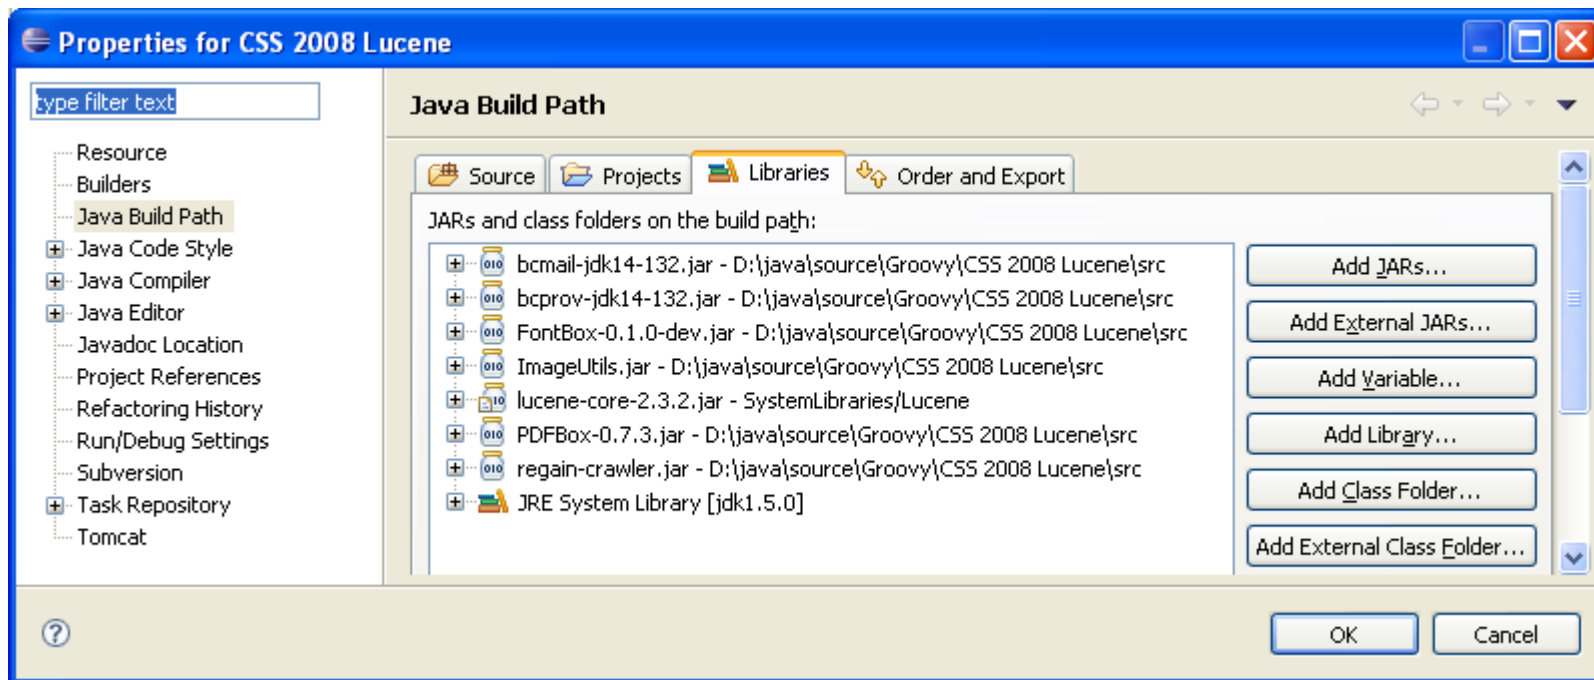 Properties for CSS 2008 Lucene
type filter text
Resource
Builders
Java Build Path
Java Code Style
Java Compiler
Java Editor
Javadoc Location
Project References
Refactoring History
Run/Debug Settings
Subversion
Task Repository
Tomcat
Java Build Path
Source Projects Libraries Order and Export
JARs and class folders on the build path:
bcmail-jdk14-132.jar - D:\java\source\Groovy\CSS 2008 Lucene\src
bcprov-jdk14-132.jar - D:\java\source\Groovy\CSS 2008 Lucene\src
FontBox-0.1.0-dev.jar - D:\java\source\Groovy\CSS 2008 Lucene\src
ImageUtils.jar - D:\java\source\Groovy\CSS 2008 Lucene\src
lucene-core-2.3.2.jar - SystemLibraries/Lucene
PDFBox-0.7.3.jar - D:\java\source\Groovy\CSS 2008 Lucene\src
regain-crawler.jar - D:\java\source\Groovy\CSS 2008 Lucene\src
JRE System Library [jdk1.5.0]
Add JARs...
Add External JARs...
Add Variable...
Add Library...
Add Class Folder...
Add External Class Folder...
?
OK
Cancel